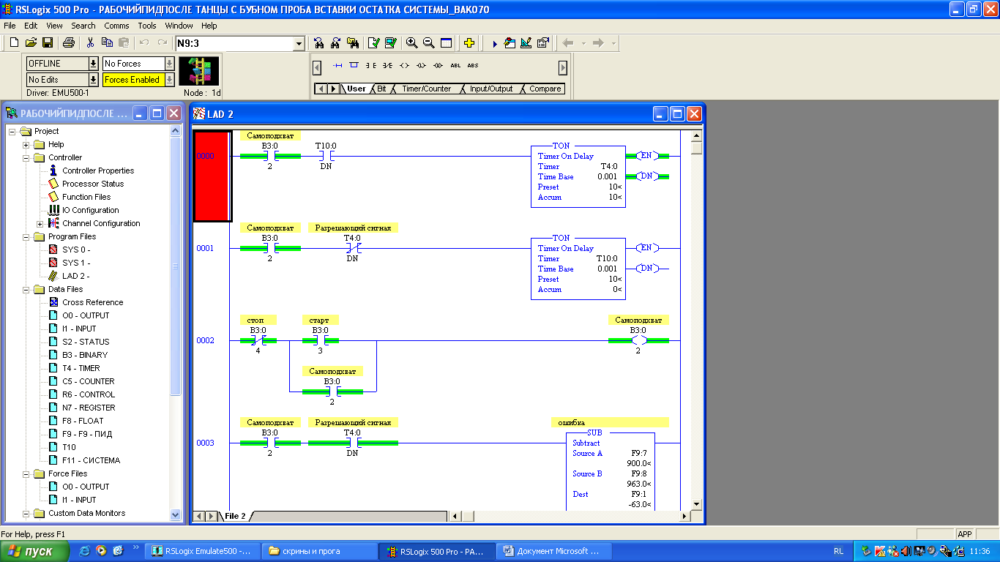 RSLogix 500 Pro - РАБОЧИЙПИДПОСЛЕ ТАНЦЫ С БУБНОМ ПРОБА ВСТАВКИ ОСТАТКА СИСТЕМЫ_BAK070
File Edit View Search Comms Tools Window Help
N9:3
OFFLINE No Forces
No Edits Forces Enabled
Driver: EMU500-1 Node : 1d
ABL ABS
User Bit Timer/Counter Input/Output Compare
РАБОЧИЙПИДПОСЛЕ ...
Project
Help
Controller
Controller Properties
Processor Status
Function Files
IO Configuration
Channel Configuration
Program Files
SYS 0 -
SYS 1 -
LAD 2 -
Data Files
Cross Reference
O0 - OUTPUT
I1 - INPUT
S2 - STATUS
B3 - BINARY
T4 - TIMER
C5 - COUNTER
R6 - CONTROL
N7 - REGISTER
F8 - FLOAT
F9 - F9 - ПИД
T10
F11 - СИСТЕМА
Force Files
O0 - OUTPUT
I1 - INPUT
Custom Data Monitors
LAD 2
0000
Самоподхват
B3:0 T10:0
2 DN
TON
Timer On Delay EN
Timer T4:0
Time Base 0.001 DN
Preset 10<
Accum 10<
0001
Самоподхват Разрешающий сигнал
B3:0 T4:0
2 DN
TON
Timer On Delay EN
Timer T10:0
Time Base 0.001 DN
Preset 10<
Accum 0<
0002
стоп старт Самоподхват
B3:0 B3:0 B3:0
4 3 2
Самоподхват
B3:0
2
0003
Самоподхват Разрешающий сигнал ошибка
B3:0 T4:0
2 DN
SUB
Subtract
Source A F9:7
900.0<
Source B F9:8
963.0<
Dest F9:1
-63.0<
File 2
For Help, press F1
APP
пуск
RSLogix Emulate500 -...
скрины и прога
RSLogix 500 Pro - РА...
Документ Microsoft ...
RL
11:36